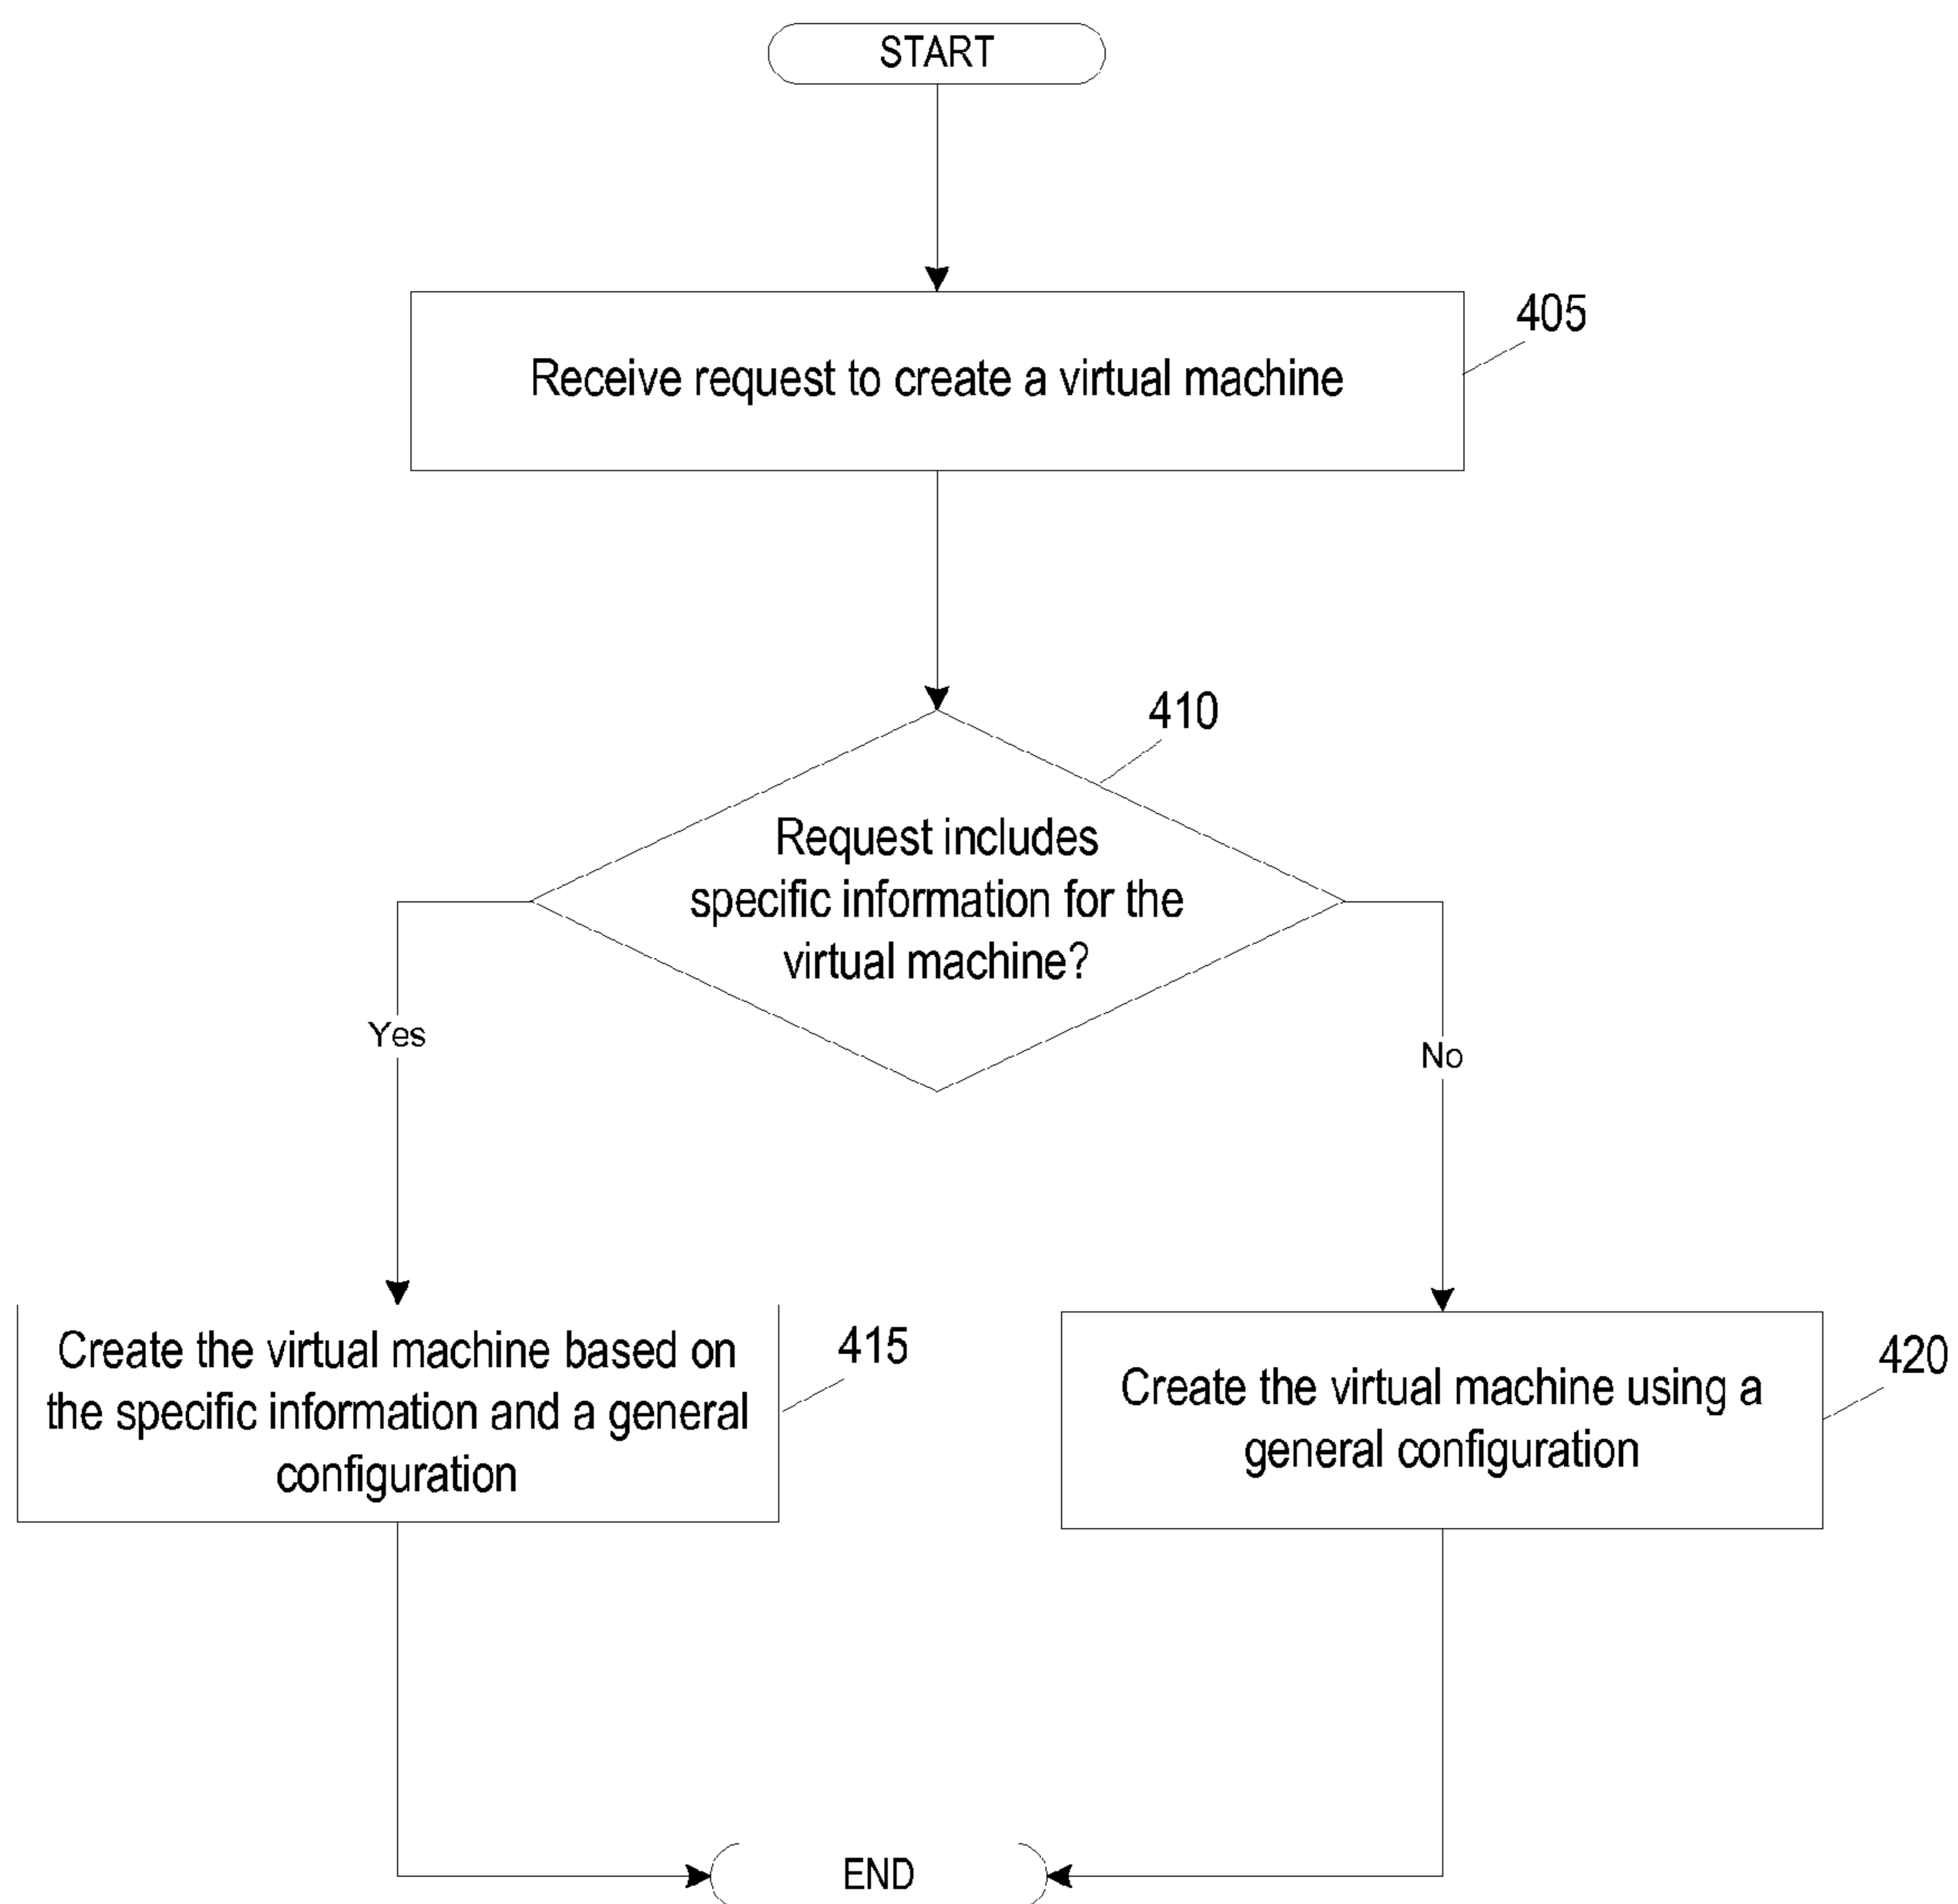 START
Receive request to create a virtual machine
405
410
Request includes
specific information for the
virtual machine?
Yes
No
Create the virtual machine based on
the specific information and a general
configuration
415
Create the virtual machine using a
general configuration
420
END